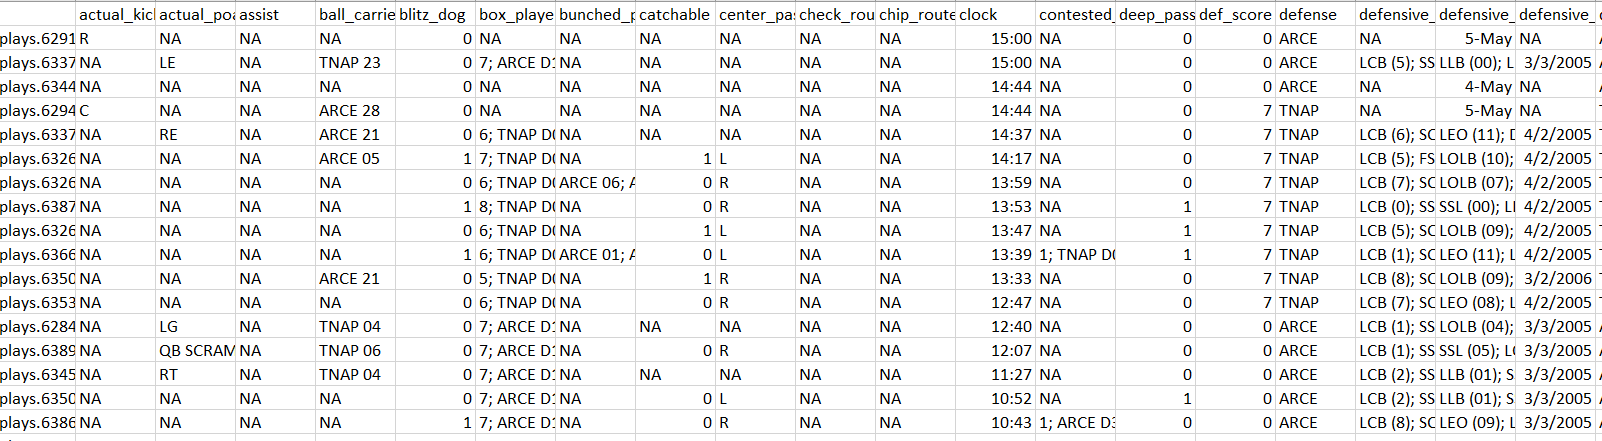 actual_kick actual_poa assist ball_carrie blitz_dog box_playe bunched_p catchable center_pas check_rou chip_route clock contested_ deep_pass def_score defense defensive_ defensive_ defensive_
plays.6291 R NA NA NA 0 NA NA NA NA NA NA 15:00 NA 0 0 ARCE NA 5-May NA
plays.6337 NA LE NA TNAP 23 0 7; ARCE D1 NA NA NA NA NA 15:00 NA 0 0 ARCE LCB (5); SS LLB (00); L 3/3/2005
plays.6344 NA NA NA NA 0 NA NA NA NA NA NA 14:44 NA 0 0 ARCE NA 4-May NA
plays.6294 C NA NA ARCE 28 0 NA NA NA NA NA NA 14:44 NA 0 7 TNAP NA 5-May NA
plays.6337 NA RE NA ARCE 21 0 6; TNAP D0 NA NA NA NA NA 14:37 NA 0 7 TNAP LCB (6); SC LEO (11); D 4/2/2005
plays.6326 NA NA NA ARCE 05 1 7; TNAP D0 NA 1 L NA NA 14:17 NA 0 7 TNAP LCB (5); FS LOLB (10); 4/2/2005
plays.6326 NA NA NA NA 0 6; TNAP D0 ARCE 06; A 0 R NA NA 13:59 NA 0 7 TNAP LCB (7); SC LOLB (07); 4/2/2005
plays.6387 NA NA NA NA 1 8; TNAP D0 NA 0 R NA NA 13:53 NA 1 7 TNAP LCB (0); SS SSL (00); LI 4/2/2005
plays.6326 NA NA NA NA 0 6; TNAP D0 NA 1 L NA NA 13:47 NA 1 7 TNAP LCB (5); SC LOLB (09); 4/2/2005
plays.6366 NA NA NA NA 1 6; TNAP D0 ARCE 01; A 0 L NA NA 13:39 1; TNAP D0 1 7 TNAP LCB (1); SC LEO (11); L 4/2/2005
plays.6350 NA NA NA ARCE 21 0 5; TNAP D0 NA 1 R NA NA 13:33 NA 0 7 TNAP LCB (8); SC LOLB (09); 3/2/2006
plays.6353 NA NA NA NA 0 6; TNAP D0 NA 0 R NA NA 12:47 NA 0 7 TNAP LCB (7); SC LEO (08); L 4/2/2005
plays.6284 NA LG NA TNAP 04 0 7; ARCE D1 NA NA NA NA NA 12:40 NA 0 0 ARCE LCB (1); SS LOLB (04); 3/3/2005
plays.6389 NA QB SCRAM NA TNAP 06 0 7; ARCE D1 NA 0 R NA NA 12:07 NA 0 0 ARCE LCB (1); SS SSL (05); LO 3/3/2005
plays.6345 NA RT NA TNAP 04 0 7; ARCE D1 NA NA NA NA NA 11:27 NA 0 0 ARCE LCB (2); SS LLB (01); S 3/3/2005
plays.6350 NA NA NA NA 0 7; ARCE D1 NA 0 L NA NA 10:52 NA 1 0 ARCE LCB (2); SS LLB (01); S 3/3/2005
plays.6386 NA NA NA NA 1 7; ARCE D1 NA 0 R NA NA 10:43 1; ARCE D3 0 0 ARCE LCB (8); SC LEO (09); L 3/3/2005